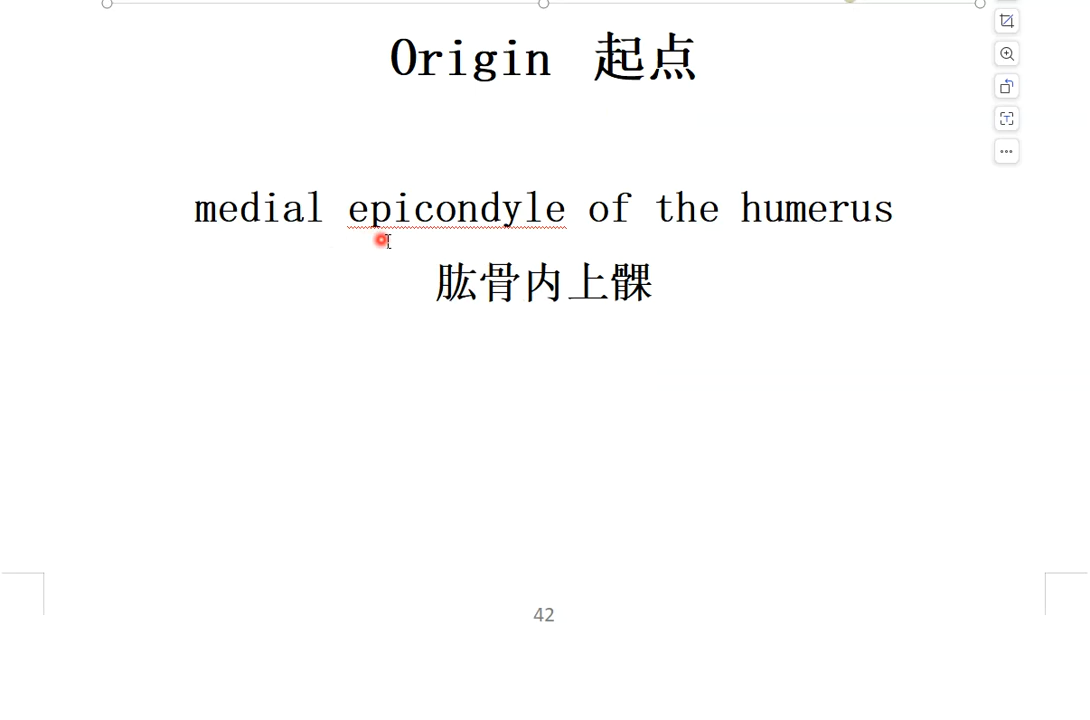 Origin 起点
medial epicondyle of the humerus
肱骨内上髁
42